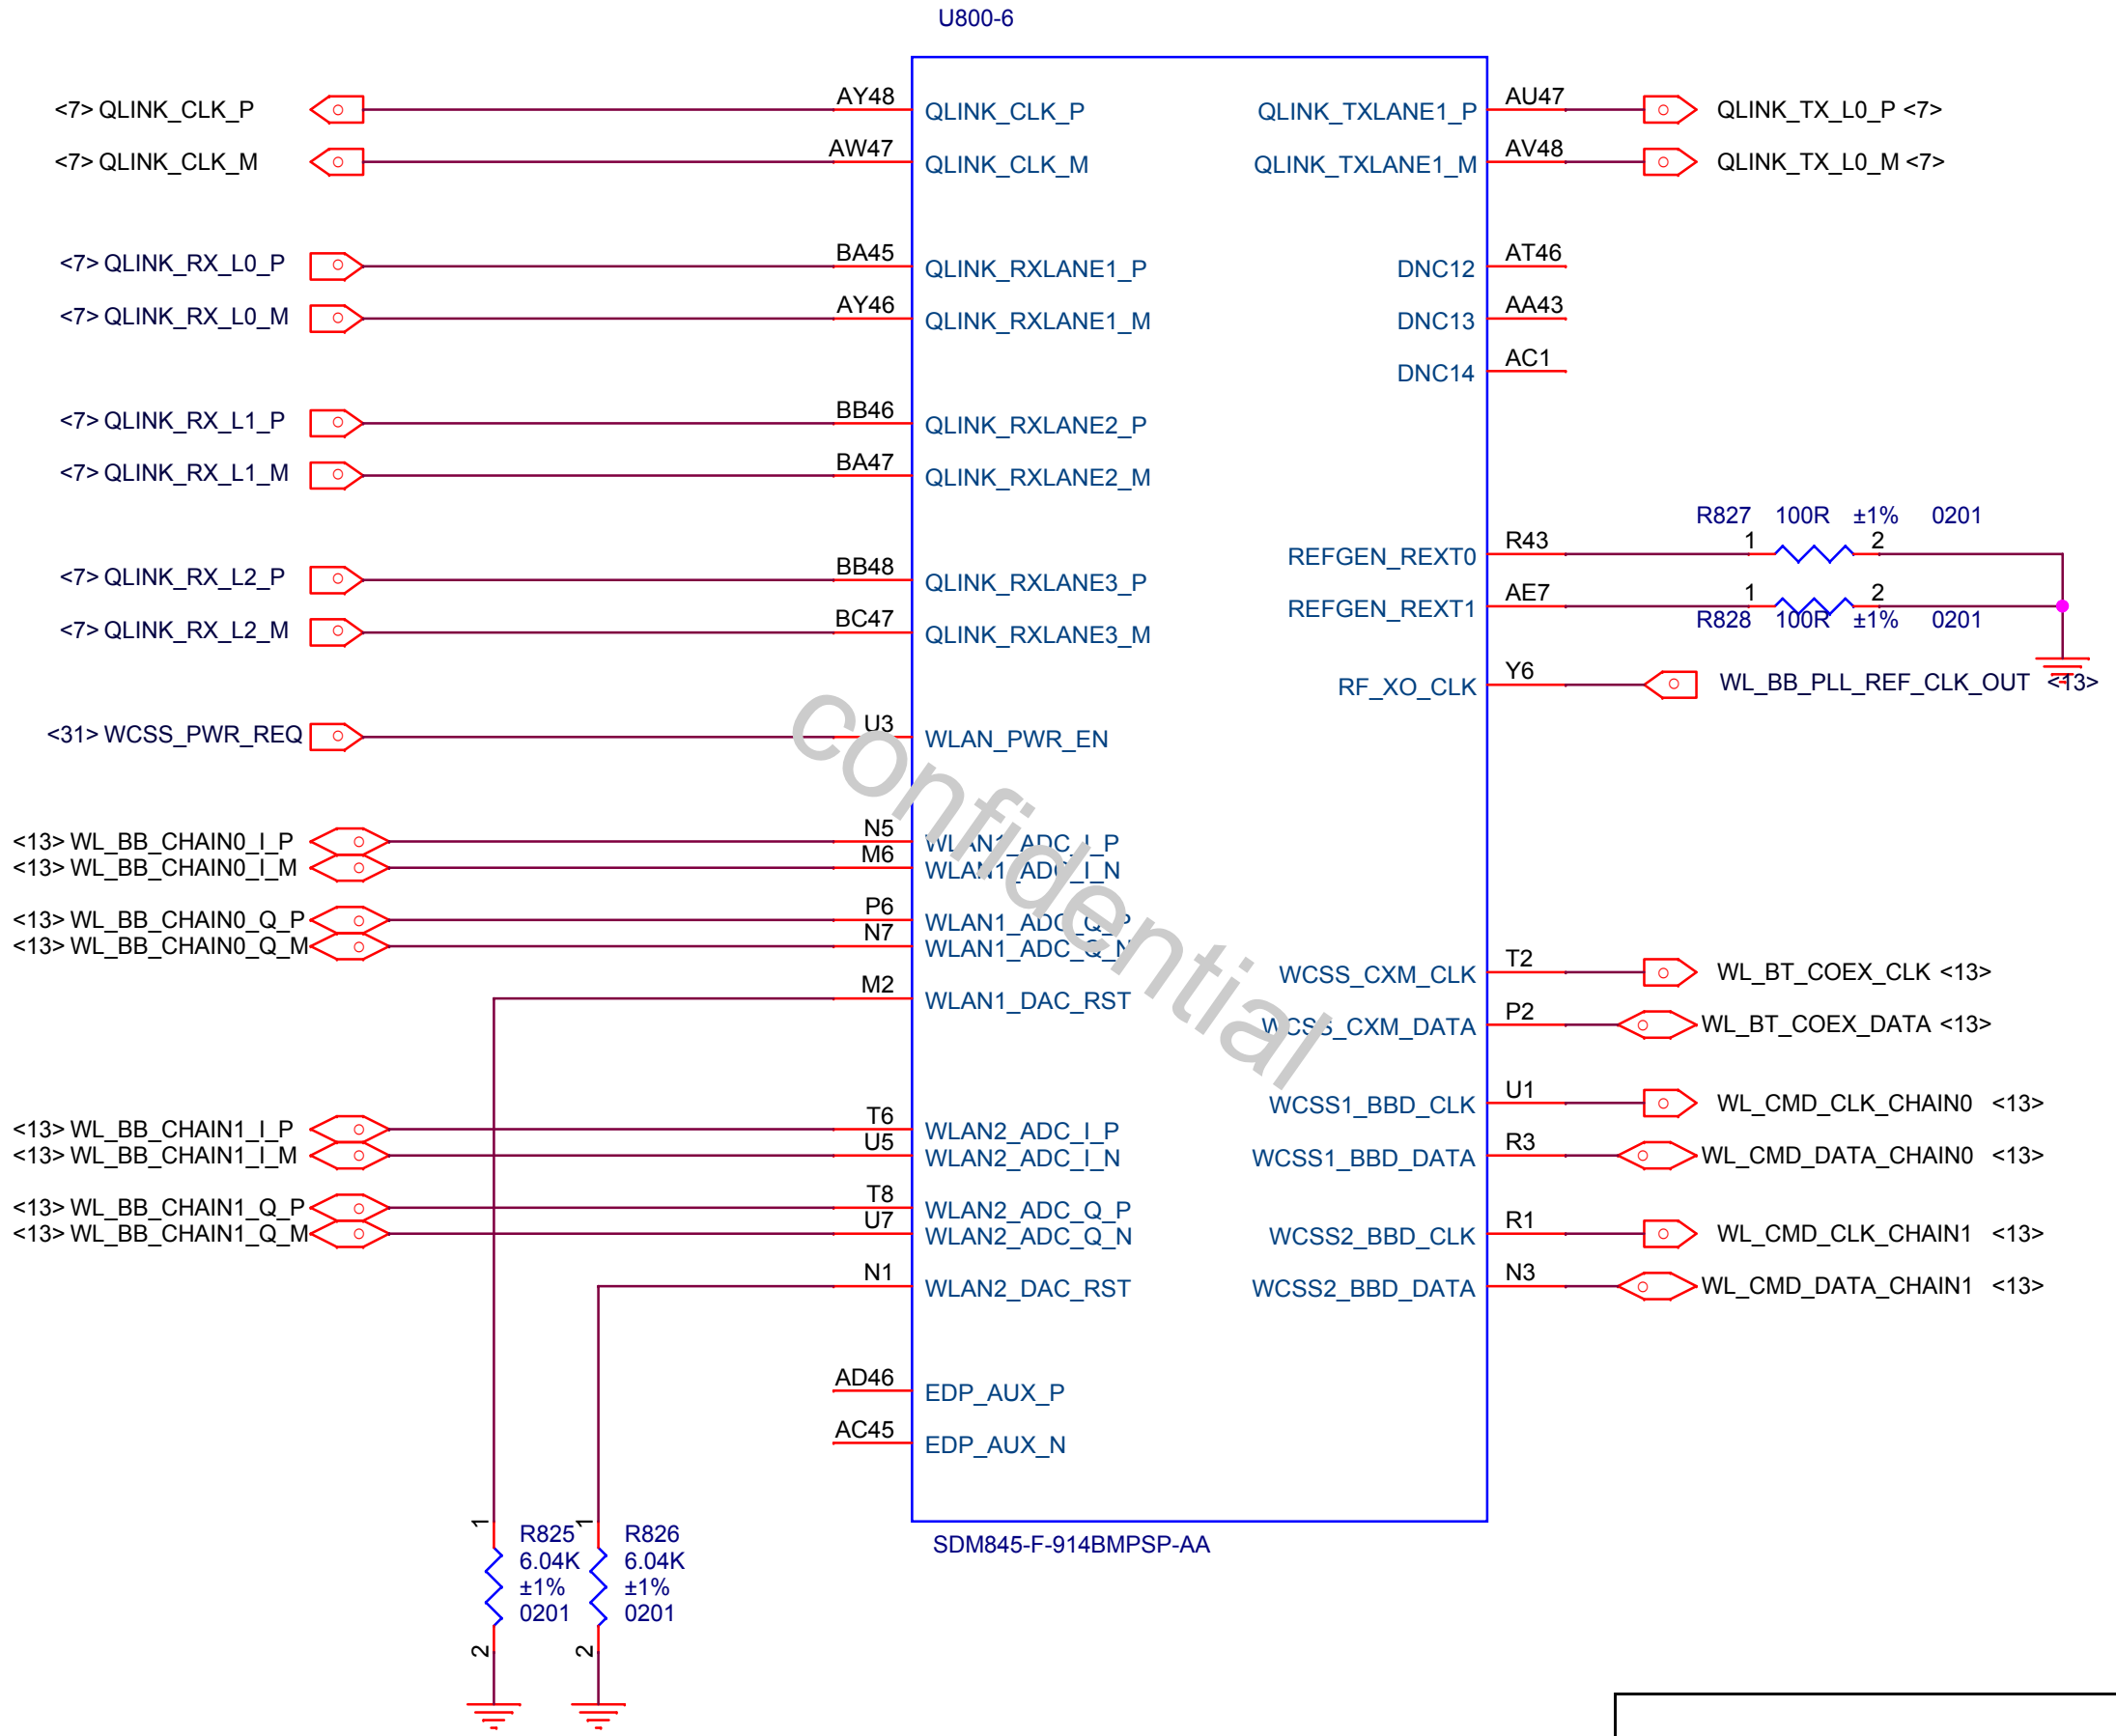 U800-6
<7> QLINK_CLK_P AY48 QLINK_CLK_P QLINK_TXLANE1_P AU47 QLINK_TX_L0_P <7>
<7> QLINK_CLK_M AW47 QLINK_CLK_M QLINK_TXLANE1_M AV48 QLINK_TX_L0_M <7>
<7> QLINK_RX_L0_P BA45 QLINK_RXLANE1_P DNC12 AT46
<7> QLINK_RX_L0_M AY46 QLINK_RXLANE1_M DNC13 AA43
DNC14 AC1
<7> QLINK_RX_L1_P BB46 QLINK_RXLANE2_P
<7> QLINK_RX_L1_M BA47 QLINK_RXLANE2_M
R827 100R ±1% 0201
<7> QLINK_RX_L2_P BB48 QLINK_RXLANE3_P REFGEN_REXT0 R43 1 2
<7> QLINK_RX_L2_M BC47 QLINK_RXLANE3_M REFGEN_REXT1 AE7 1 2
R828 100R ±1% 0201
RF_XO_CLK Y6 WL_BB_PLL_REF_CLK_OUT <13>
<31> WCSS_PWR_REQ U3 WLAN_PWR_EN
confidential
<13> WL_BB_CHAIN0_I_P N5 WLAN1_ADC_I_P
<13> WL_BB_CHAIN0_I_M M6 WLAN1_ADC_I_N
<13> WL_BB_CHAIN0_Q_P P6 WLAN1_ADC_Q_P
<13> WL_BB_CHAIN0_Q_M N7 WLAN1_ADC_Q_N
WCSS_CXM_CLK T2 WL_BT_COEX_CLK <13>
M2 WLAN1_DAC_RST
WCSS_CXM_DATA P2 WL_BT_COEX_DATA <13>
WCSS1_BBD_CLK U1 WL_CMD_CLK_CHAIN0 <13>
<13> WL_BB_CHAIN1_I_P T6 WLAN2_ADC_I_P
<13> WL_BB_CHAIN1_I_M U5 WLAN2_ADC_I_N WCSS1_BBD_DATA R3 WL_CMD_DATA_CHAIN0 <13>
<13> WL_BB_CHAIN1_Q_P T8 WLAN2_ADC_Q_P
<13> WL_BB_CHAIN1_Q_M U7 WLAN2_ADC_Q_N WCSS2_BBD_CLK R1 WL_CMD_CLK_CHAIN1 <13>
N1 WLAN2_DAC_RST WCSS2_BBD_DATA N3 WL_CMD_DATA_CHAIN1 <13>
AD46 EDP_AUX_P
AC45 EDP_AUX_N
1 R825 1 R826
6.04K 6.04K
±1% ±1%
0201 0201
2 2
SDM845-F-914BMPSP-AA